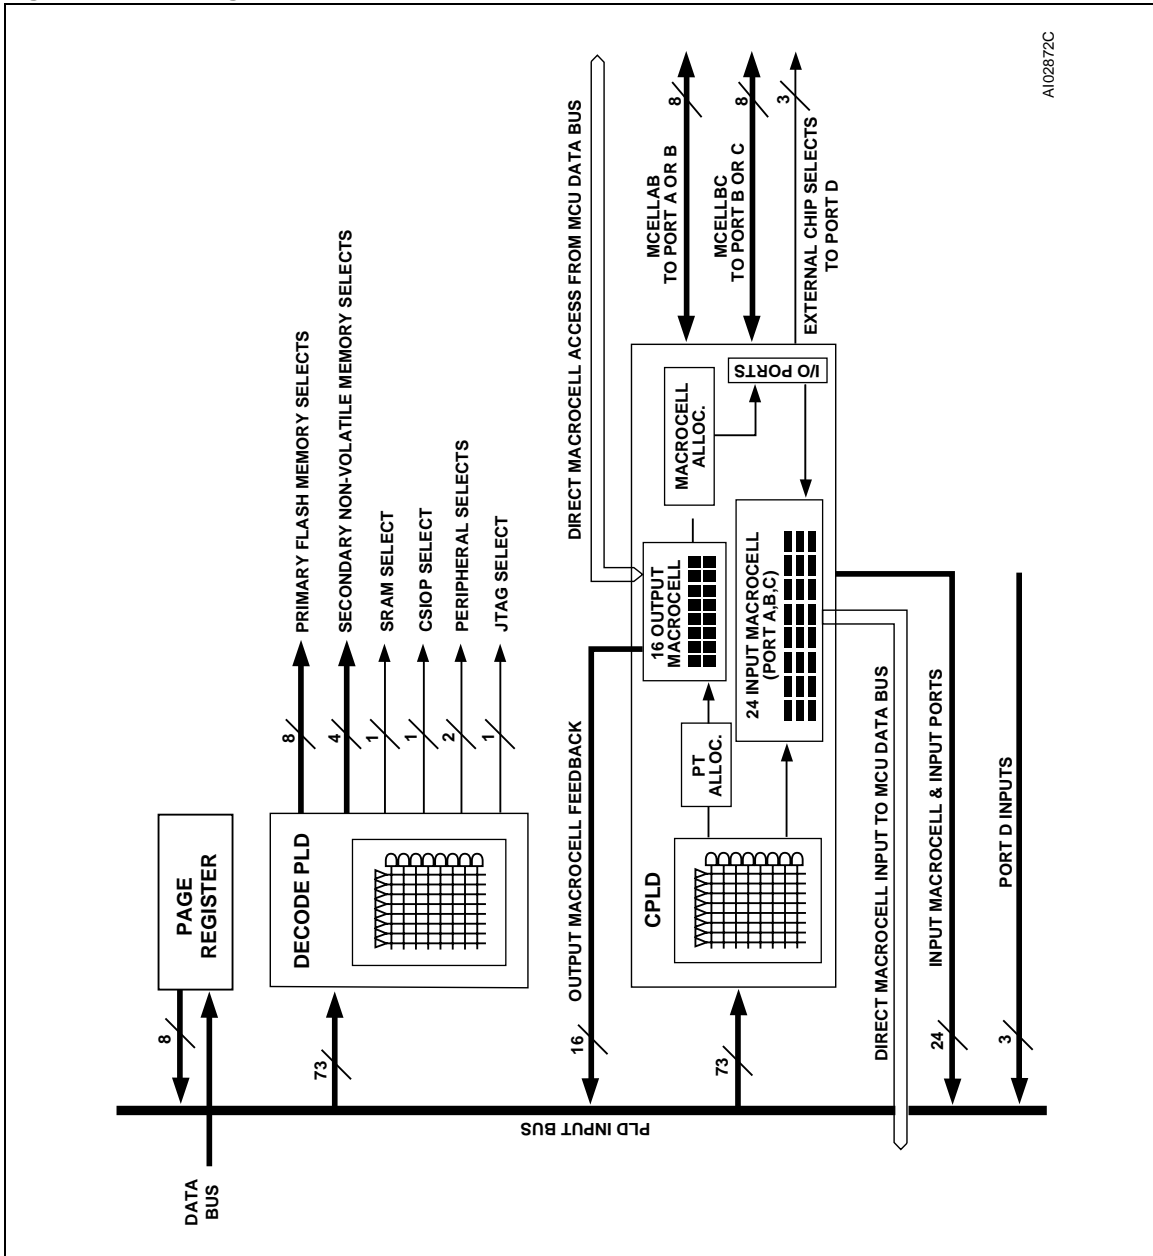 DATA
BUS
8
PAGE
REGISTER
PLD INPUT BUS
73
DECODE PLD
8
PRIMARY FLASH MEMORY SELECTS
4
SECONDARY NON-VOLATILE MEMORY SELECTS
1
SRAM SELECT
1
CSIOP SELECT
2
PERIPHERAL SELECTS
1
JTAG SELECT
16
OUTPUT MACROCELL FEEDBACK
DIRECT MACROCELL ACCESS FROM MCU DATA BUS
73
CPLD
PT
ALLOC.
16 OUTPUT
MACROCELL
MACROCELL
ALLOC.
24 INPUT MACROCELL
(PORT A,B,C)
I/O PORTS
MCELLAB
TO PORT A OR B
8
MCELLBC
TO PORT B OR C
8
EXTERNAL CHIP SELECTS
TO PORT D
3
DIRECT MACROCELL INPUT TO MCU DATA BUS
24
INPUT MACROCELL & INPUT PORTS
3
PORT D INPUTS
AI02872C